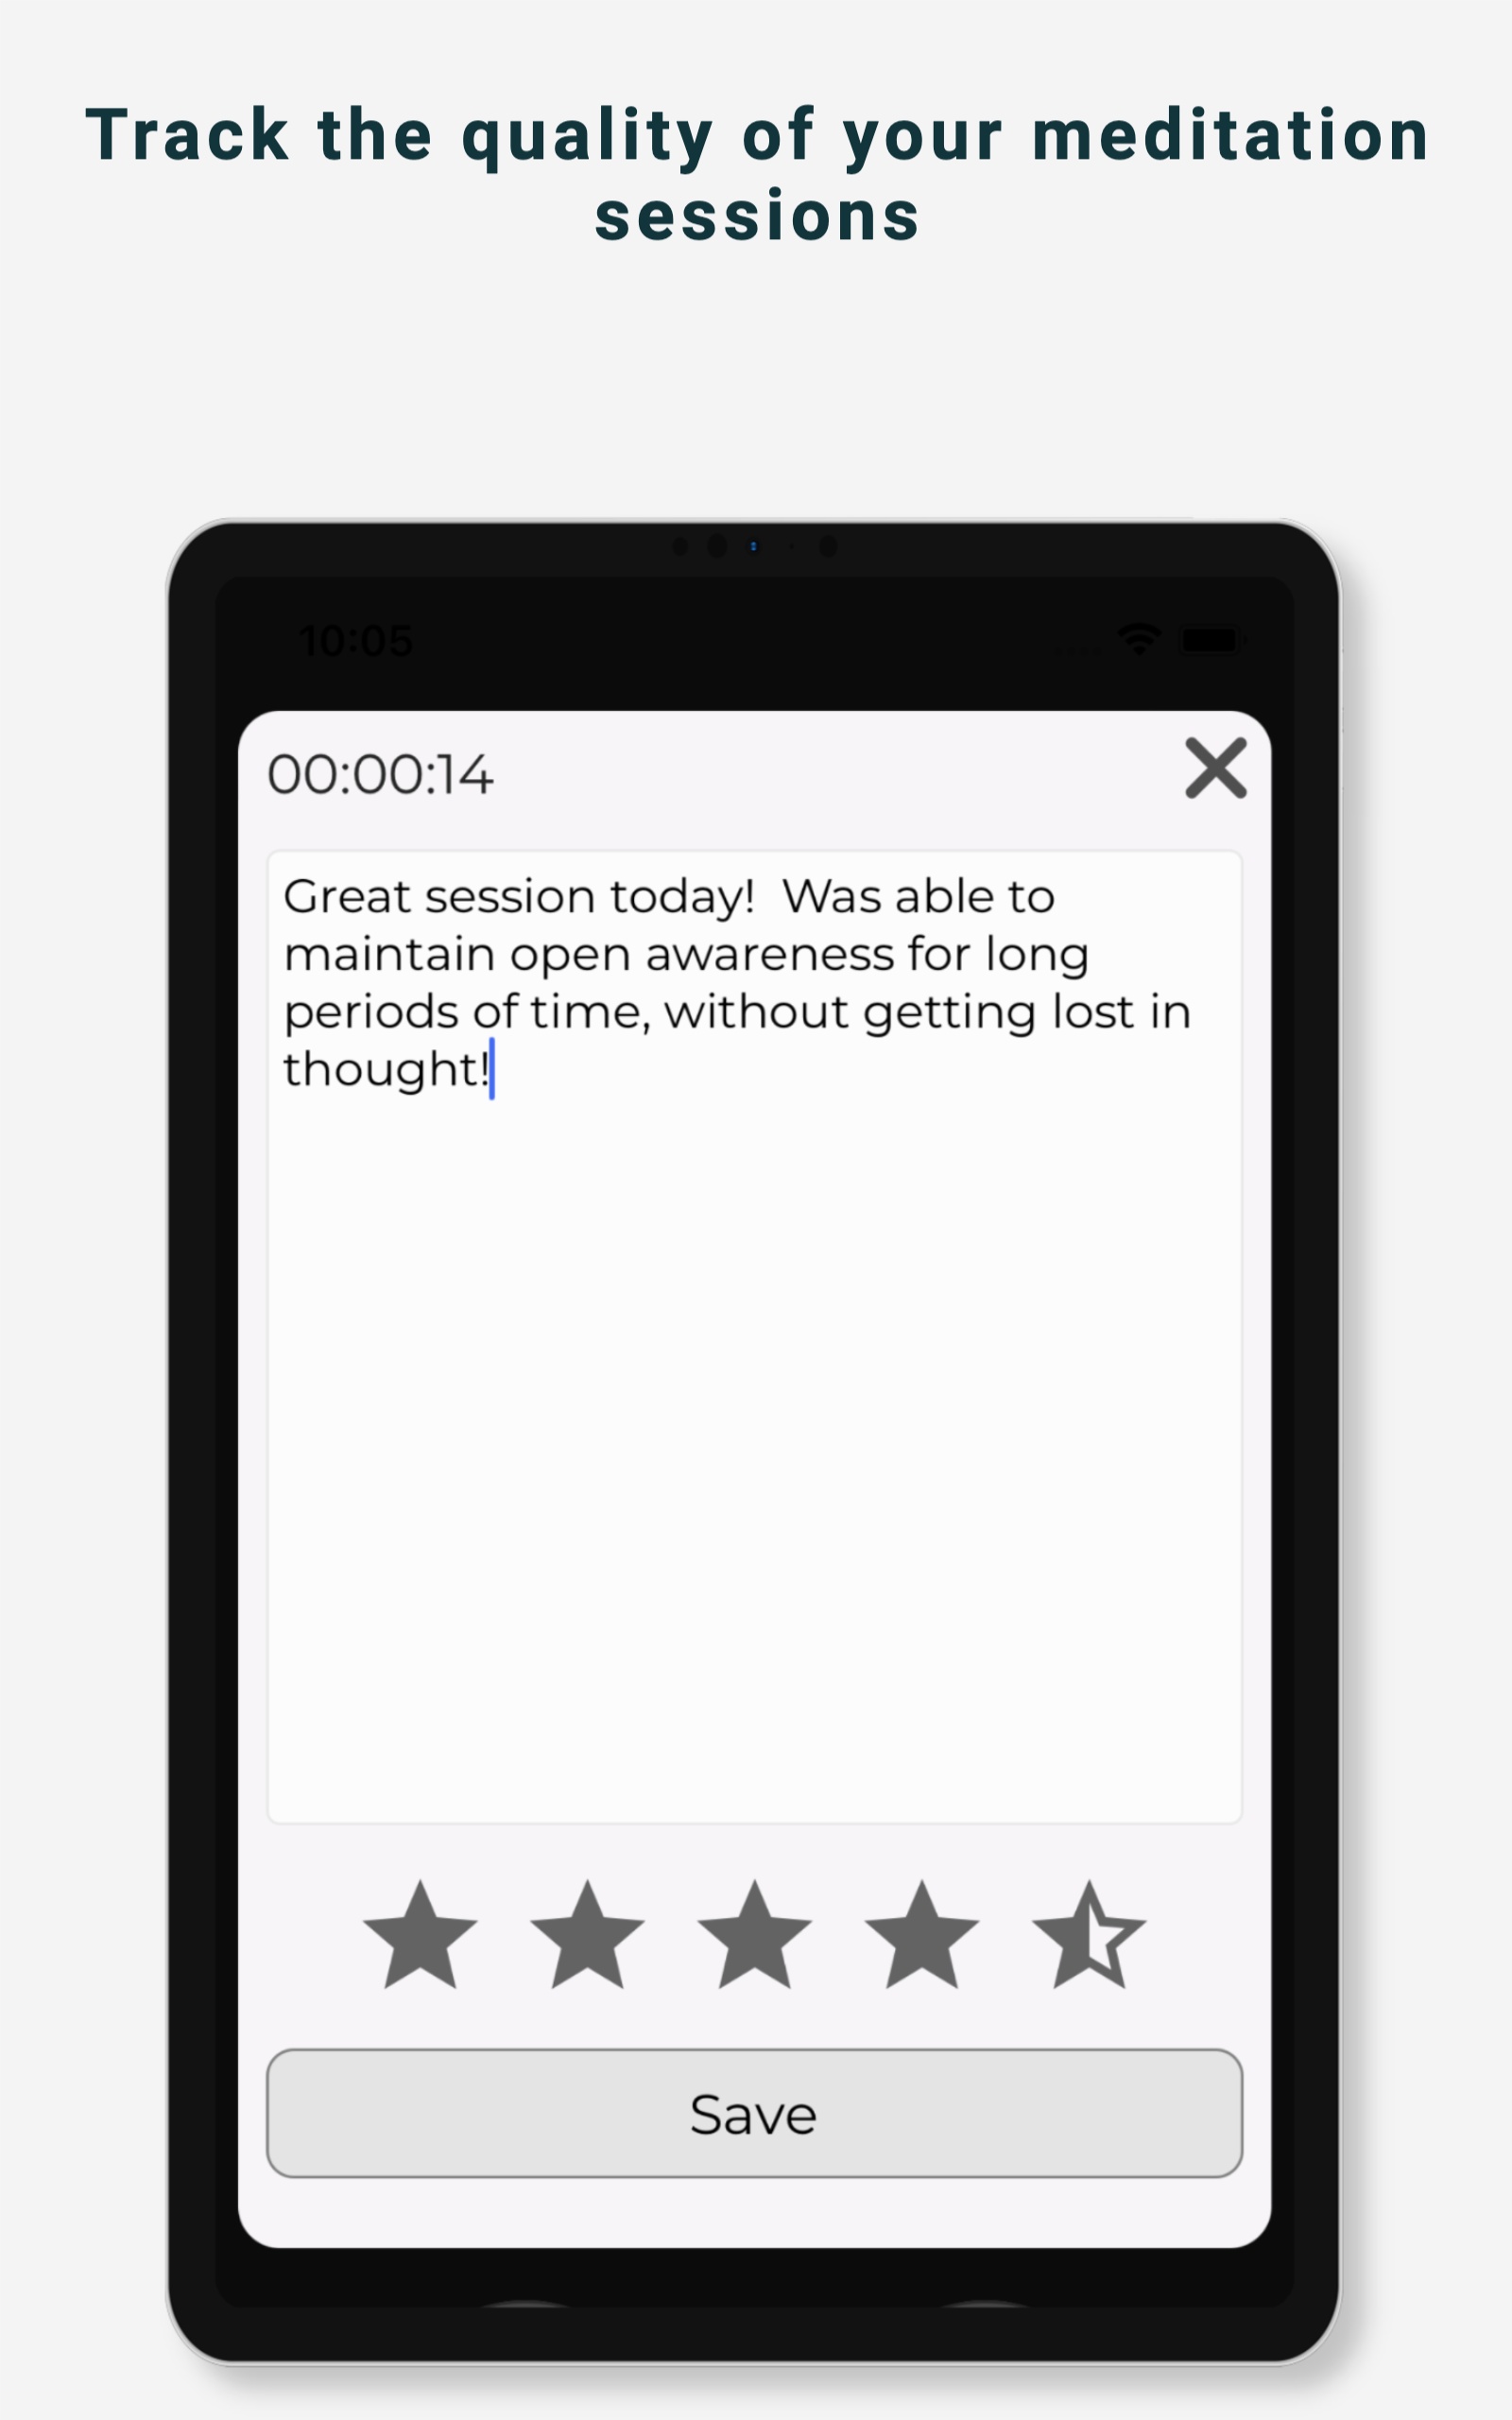 Track the quality of your meditation
sessions
10:05
00:00:14
Great session today!  Was able to
maintain open awareness for long
periods of time, without getting lost in
thought!
Save